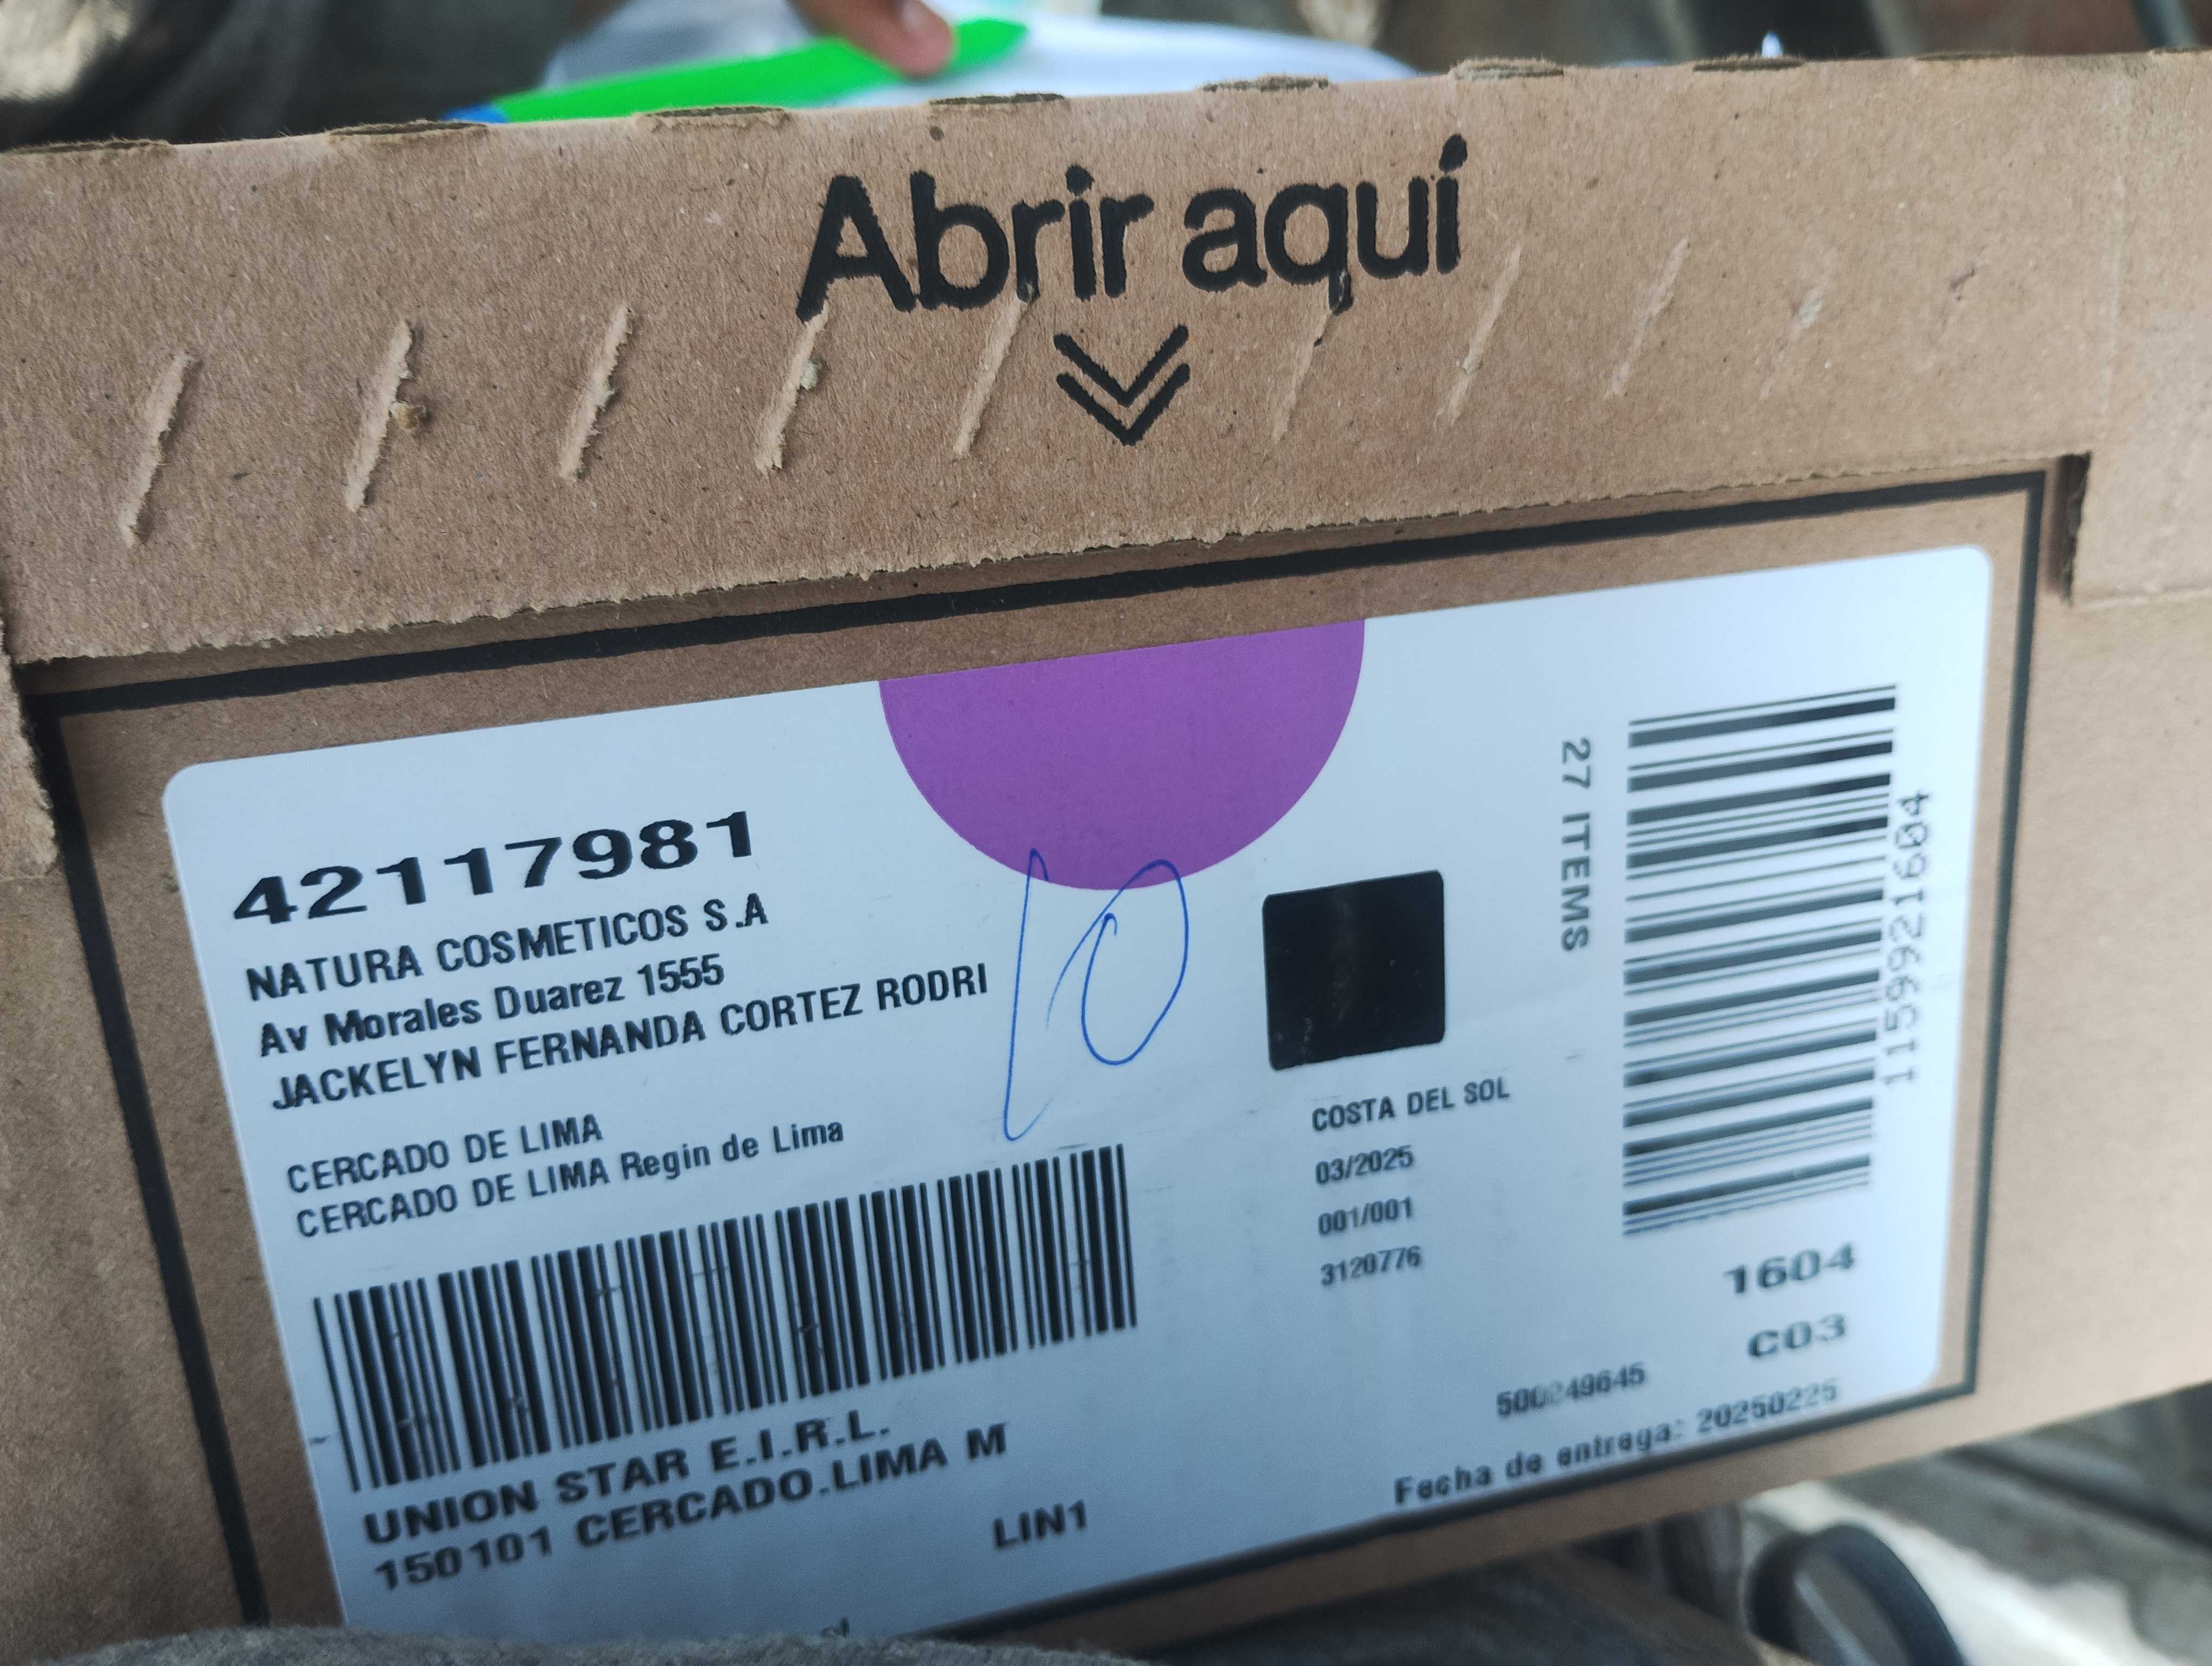 Abrir aquí
42117981
NATURA COSMETICOS S.A
Av Morales Duarez 1555
JACKELYN FERNANDA CORTEZ RODRI
CERCADO DE LIMA
CERCADO DE LIMA Regin de Lima
10
UNION STAR E.I.R.L.
150101 CERCADO.LIMA M
LIN1
COSTA DEL SOL
03/2025
001/001
3120776
27 ITEMS
1159921604
1604
C03
Fecha de entrega: 20250225